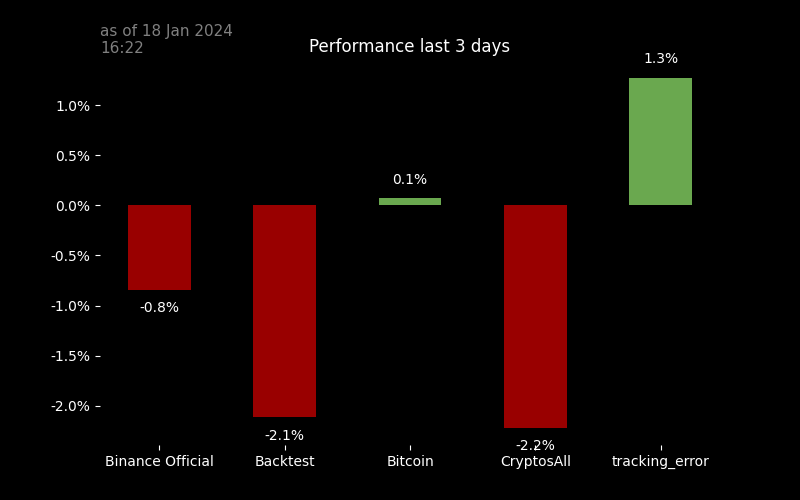 as of 18 Jan 2024
16:22
Performance last 3 days
1.3%
1.0%
0.5%
0.1%
0.0%
-0.5%
-1.0%
-0.8%
-1.5%
-2.0%
-2.1%
-2.2%
Binance Official
Backtest
Bitcoin
CryptosAll
tracking_error